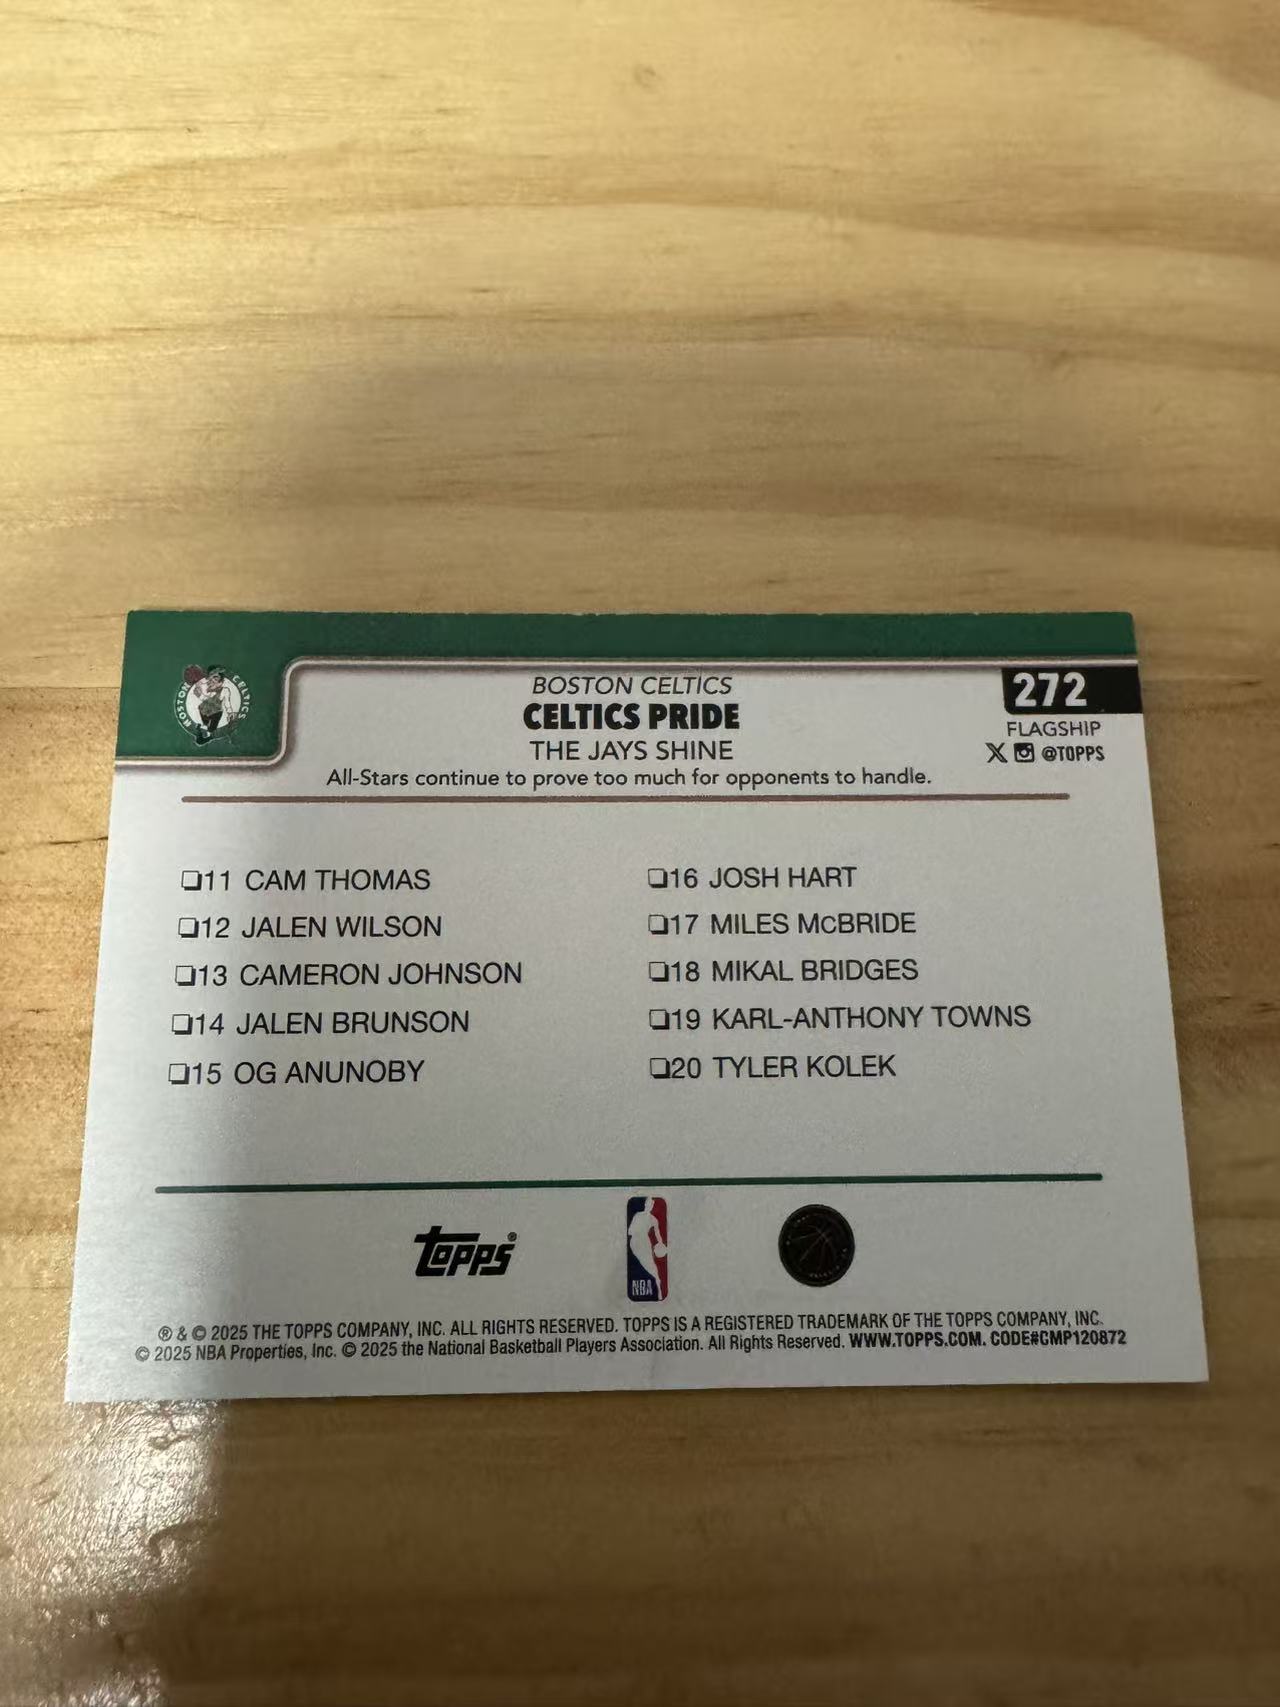 BOSTON CELTICS
BOSTON CELTICS
CELTICS PRIDE
THE JAYS SHINE
All-Stars continue to prove too much for opponents to handle.
272
FLAGSHIP
@TOPPS
❏11 CAM THOMAS
❏12 JALEN WILSON
❏13 CAMERON JOHNSON
❏14 JALEN BRUNSON
❏15 OG ANUNOBY
❏16 JOSH HART
❏17 MILES McBRIDE
❏18 MIKAL BRIDGES
❏19 KARL-ANTHONY TOWNS
❏20 TYLER KOLEK
topps®
NBA
® & © 2025 THE TOPPS COMPANY, INC. ALL RIGHTS RESERVED. TOPPS IS A REGISTERED TRADEMARK OF THE TOPPS COMPANY, INC.
© 2025 NBA Properties, Inc. © 2025 the National Basketball Players Association. All Rights Reserved. WWW.TOPPS.COM. CODE#CMP120872